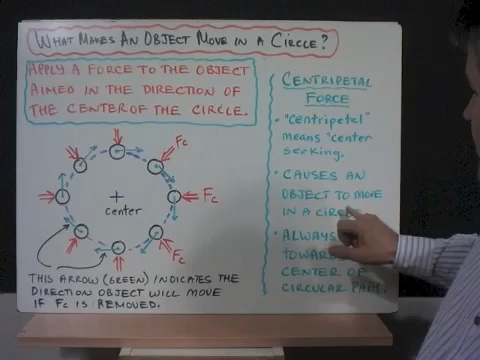 WHAT MAKES AN OBJECT MOVE IN A CIRCLE?
APPLY A FORCE TO THE OBJECT
AIMED IN THE DIRECTION OF
THE CENTER OF THE CIRCLE.
Fc
Fc
Fc
+
center
THIS ARROW (GREEN) INDICATES THE
DIRECTION OBJECT WILL MOVE
IF Fc IS REMOVED.
CENTRIPETAL
FORCE
• "centripetal"
means "center
seeking.
• CAUSES AN
OBJECT TO MOVE
IN A CIRC
• ALWAYS
TOWAR
CENTER OF
CIRCULAR PATH.